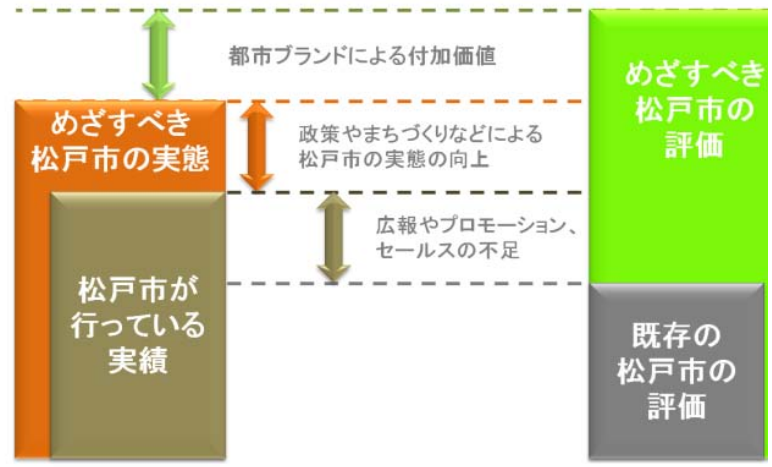 都市ブランドによる付加価値
めざすべき
松戸市の実態
政策やまちづくりなどによる
松戸市の実態の向上
広報やプロモーション、
セールスの不足
松戸市が
行っている
実績
めざすべき
松戸市の
評価
既存の
松戸市の
評価